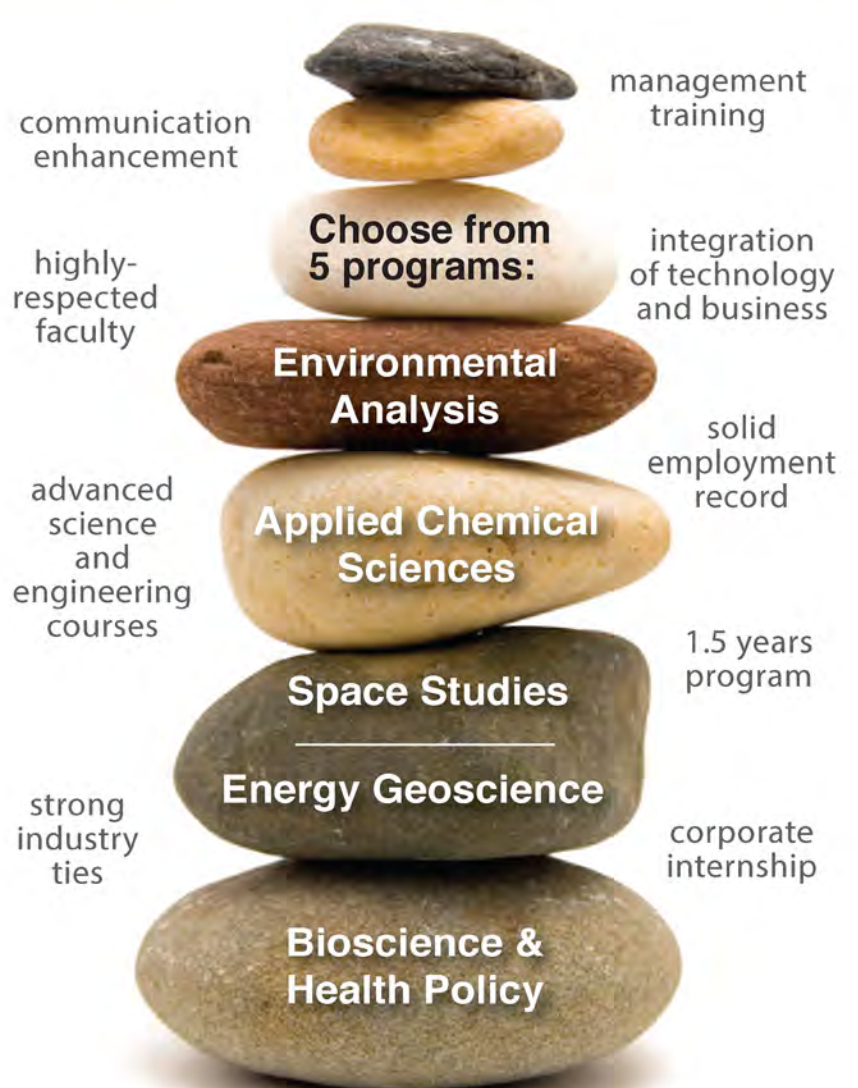 management
training
communication
enhancement
Choose from
5 programs:
highly-
respected
faculty
integration
of technology
and business
Environmental
Analysis
solid
employment
record
advanced
science
and
engineering
courses
Applied Chemical
Sciences
1.5 years
program
Space Studies
Energy Geoscience
strong
industry
ties
corporate
internship
Bioscience &
Health Policy